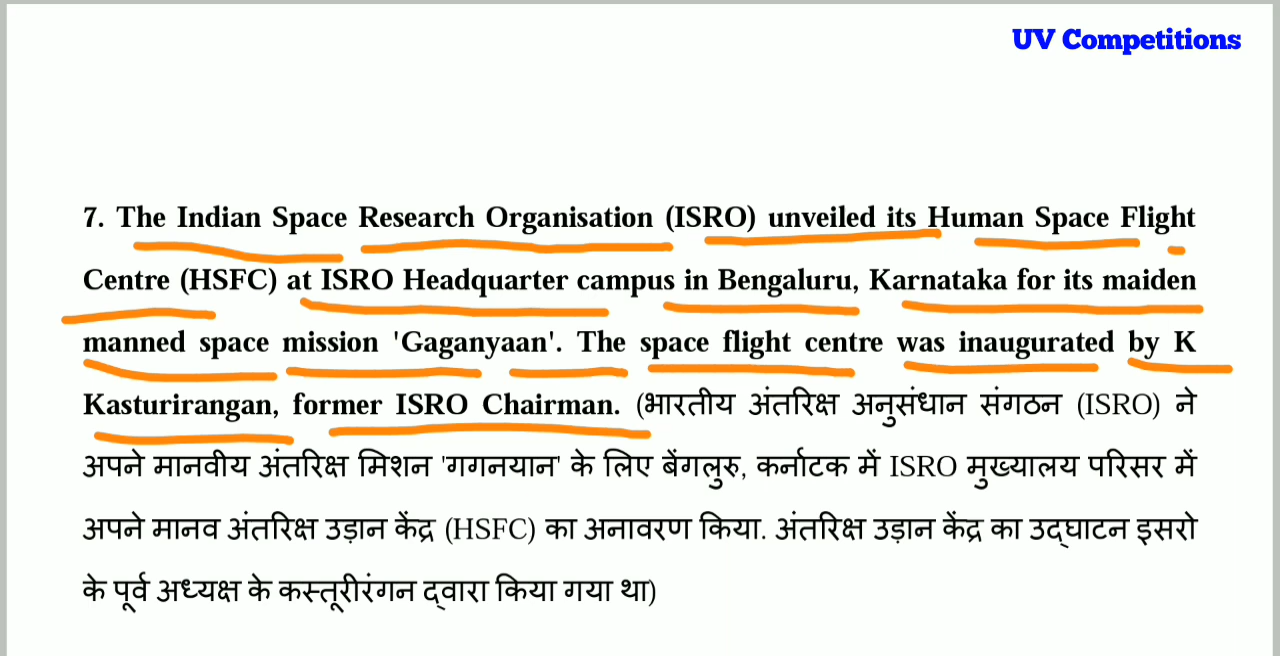 UV Competitions
7. The Indian Space Research Organisation (ISRO) unveiled its Human Space Flight
Centre (HSFC) at ISRO Headquarter campus in Bengaluru, Karnataka for its maiden
manned space mission 'Gaganyaan'. The space flight centre was inaugurated by K
Kasturirangan, former ISRO Chairman. (भारतीय अंतरिक्ष अनुसंधान संगठन (ISRO) ने
अपने मानवीय अंतरिक्ष मिशन 'गगनयान' के लिए बेंगलुरु, कर्नाटक में ISRO मुख्यालय परिसर में
अपने मानव अंतरिक्ष उड़ान केंद्र (HSFC) का अनावरण किया. अंतरिक्ष उड़ान केंद्र का उद्घाटन इसरो
के पूर्व अध्यक्ष के कस्तूरीरंगन द्वारा किया गया था)